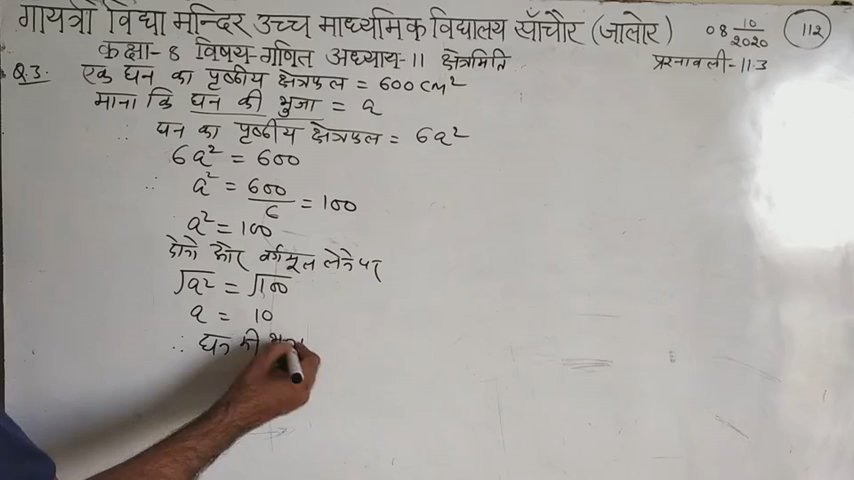 गायत्री विद्या मन्दिर उच्च माध्यमिक विद्यालय साँचौर (जालोर) 08 10/2020 112
कक्षा-8 विषय-गणित अध्याय-11 क्षेत्रमिति प्रश्नावली-11.3
Q.3. एक घन का पृष्ठीय क्षेत्रफल = 600 cm²
माना कि घन की भुजा = a
∴ घन का पृष्ठीय क्षेत्रफल = 6a²
6a² = 600
∴ a² = 600/6 = 100
a² = 100
दोनो ओर वर्गमूल लेने पर
√a² = √100
a = 10
∴ घन की